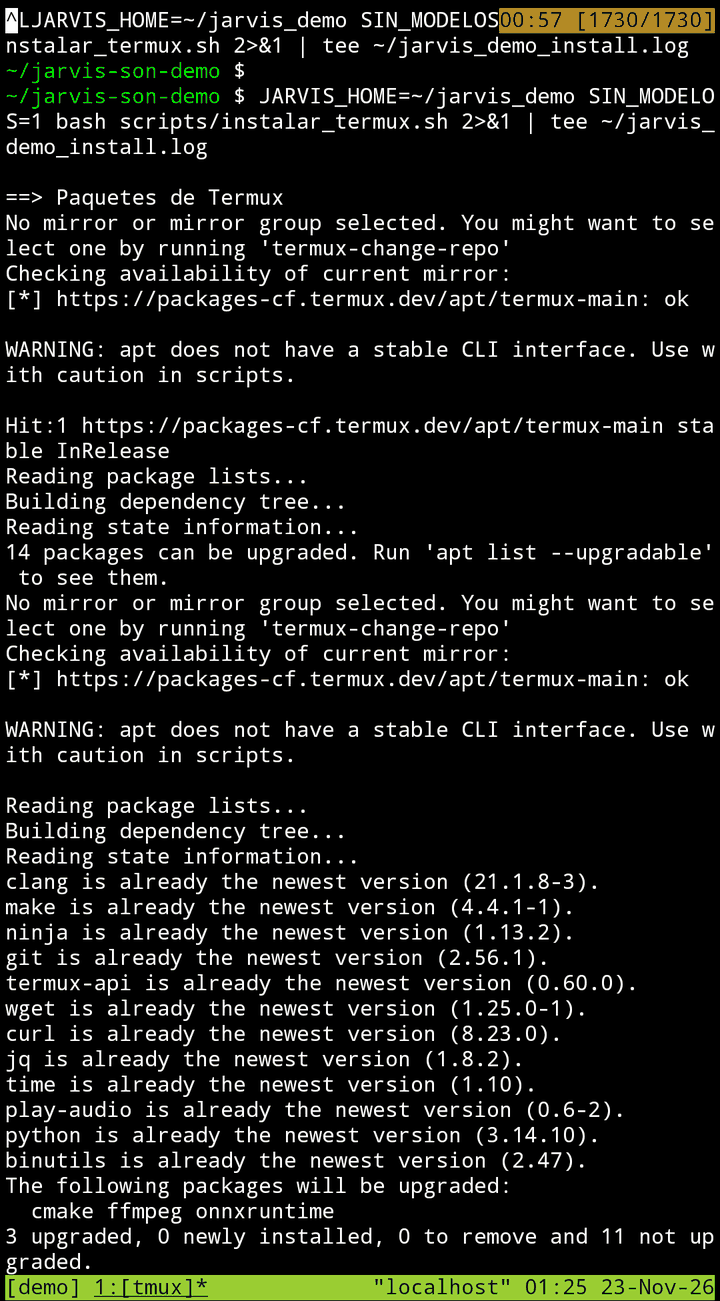 ^LJARVIS_HOME=~/jarvis_demo SIN_MODELOS00:57 [1730/1730]
nstalar_termux.sh 2>&1 | tee ~/jarvis_demo_install.log
~/jarvis-son-demo $
~/jarvis-son-demo $ JARVIS_HOME=~/jarvis_demo SIN_MODELO
S=1 bash scripts/instalar_termux.sh 2>&1 | tee ~/jarvis_
demo_install.log
==> Paquetes de Termux
No mirror or mirror group selected. You might want to se
lect one by running 'termux-change-repo'
Checking availability of current mirror:
[*] https://packages-cf.termux.dev/apt/termux-main: ok
WARNING: apt does not have a stable CLI interface. Use w
ith caution in scripts.
Hit:1 https://packages-cf.termux.dev/apt/termux-main sta
ble InRelease
Reading package lists...
Building dependency tree...
Reading state information...
14 packages can be upgraded. Run 'apt list --upgradable'
 to see them.
No mirror or mirror group selected. You might want to se
lect one by running 'termux-change-repo'
Checking availability of current mirror:
[*] https://packages-cf.termux.dev/apt/termux-main: ok
WARNING: apt does not have a stable CLI interface. Use w
ith caution in scripts.
Reading package lists...
Building dependency tree...
Reading state information...
clang is already the newest version (21.1.8-3).
make is already the newest version (4.4.1-1).
ninja is already the newest version (1.13.2).
git is already the newest version (2.56.1).
termux-api is already the newest version (0.60.0).
wget is already the newest version (1.25.0-1).
curl is already the newest version (8.23.0).
jq is already the newest version (1.8.2).
time is already the newest version (1.10).
play-audio is already the newest version (0.6-2).
python is already the newest version (3.14.10).
binutils is already the newest version (2.47).
The following packages will be upgraded:
  cmake ffmpeg onnxruntime
3 upgraded, 0 newly installed, 0 to remove and 11 not up
graded.
[demo] 1:[tmux]* "localhost" 01:25 23-Nov-26